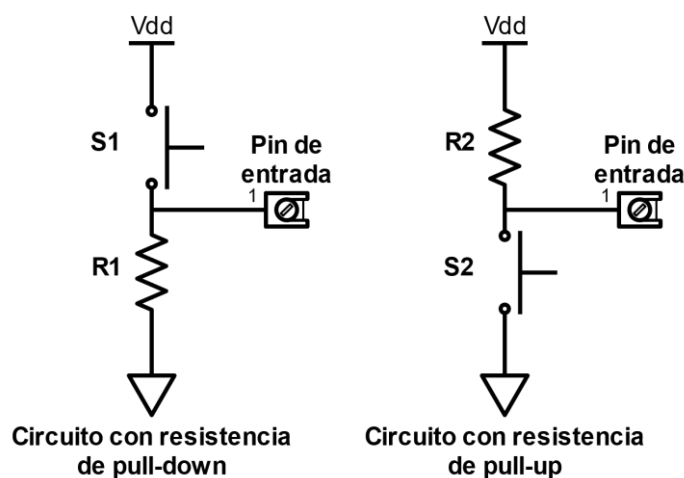 Vdd
S1
Pin de
entrada
1
R1
Circuito con resistencia
de pull-down
Vdd
R2
Pin de
entrada
1
S2
Circuito con resistencia
de pull-up